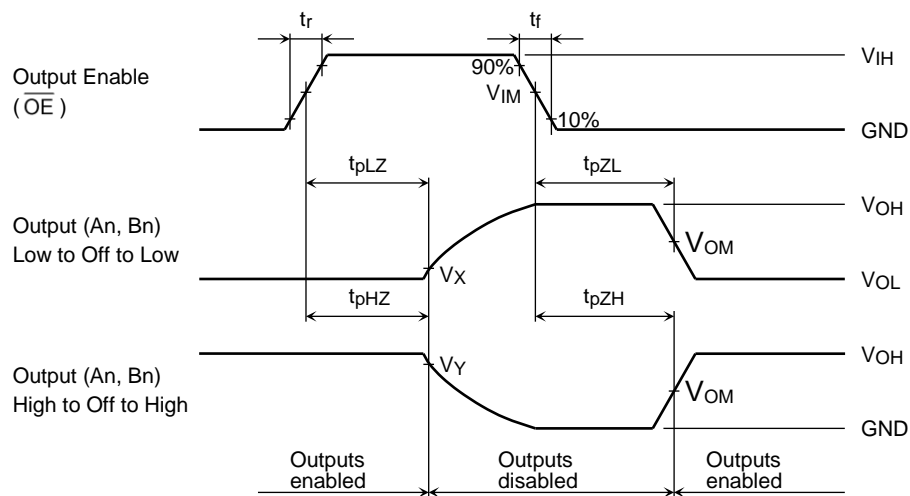 tr
tf
Output Enable
( OE )
90%
VIM
10%
VIH
GND
tpLZ
tpZL
Output (An, Bn)
Low to Off to Low
VX
VOH
VOM
VOL
tpHZ
tpZH
Output (An, Bn)
High to Off to High
VY
VOH
VOM
GND
Outputs
enabled
Outputs
disabled
Outputs
enabled